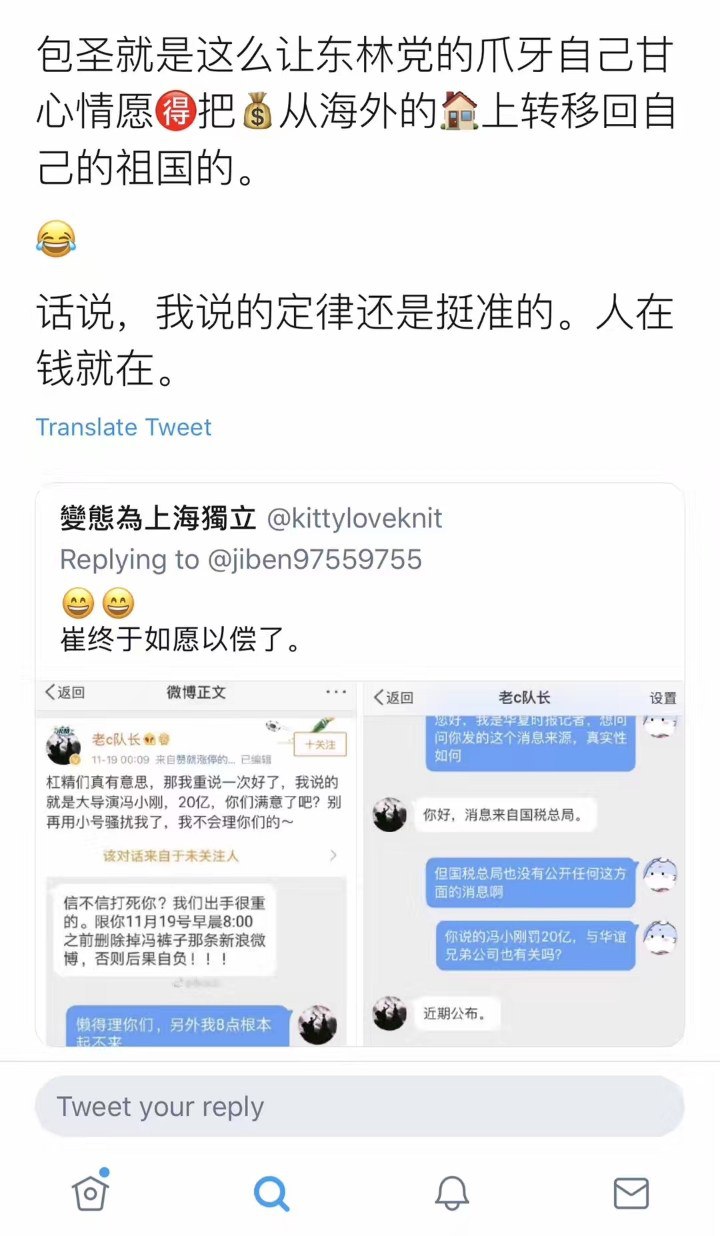 包圣就是这么让东林党的爪牙自己甘
心情愿🉐把💰从海外的🏠上转移回自
己的祖国的。
😂
话说，我说的定律还是挺准的。人在
钱就在。
Translate Tweet
變態為上海獨立 @kittyloveknit
Replying to @jiben97559755
😄😄
崔终于如愿以偿了。
返回 微博正文 ···
老c队长
+关注
11-19 00:09 来自赞就涨停的... 已编辑
杠精们真有意思，那我重说一次好了，我说的
就是大导演冯小刚，20亿，你们满意了吧？别
再用小号骚扰我了，我不会理你们的～
该对话来自于未关注人
信不信打死你？我们出手很重
的。限你11月19号早晨8:00
之前删除掉冯裤子那条新浪微
博，否则后果自负！！！
懒得理你们，另外我8点根本
起不来
返回 老c队长 设置
您好，我是华夏时报记者，想问
问你发的这个消息来源，真实性
如何
你好，消息来自国税总局。
但国税总局也没有公开任何这方
面的消息啊
你说的冯小刚罚20亿，与华谊
兄弟公司也有关吗？
近期公布。
Tweet your reply